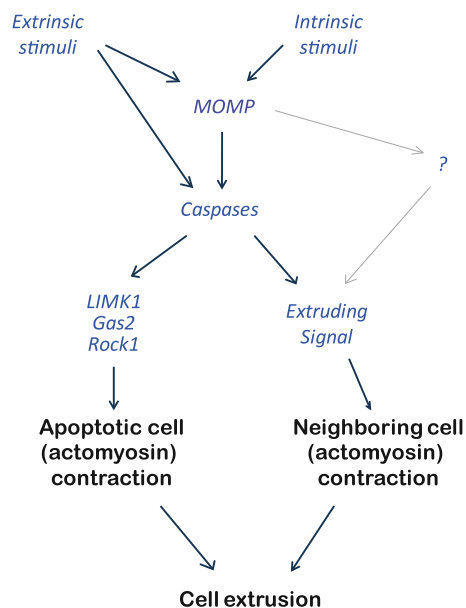 Extrinsic
stimuli
Intrinsic
stimuli
MOMP
?
Caspases
LIMK1
Gas2
Rock1
Extruding
Signal
Apoptotic cell
(actomyosin)
contraction
Neighboring cell
(actomyosin)
contraction
Cell extrusion